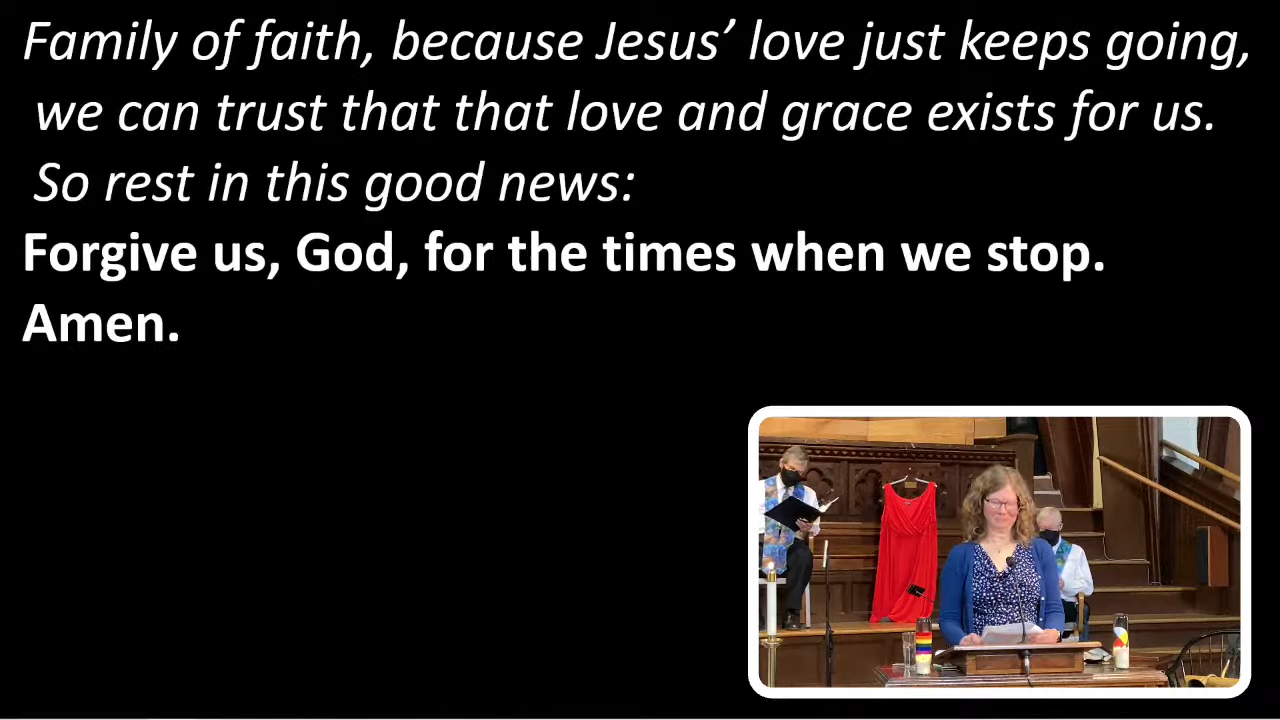 Family of faith, because Jesus’ love just keeps going,
we can trust that that love and grace exists for us.
So rest in this good news:
Forgive us, God, for the times when we stop.
Amen.